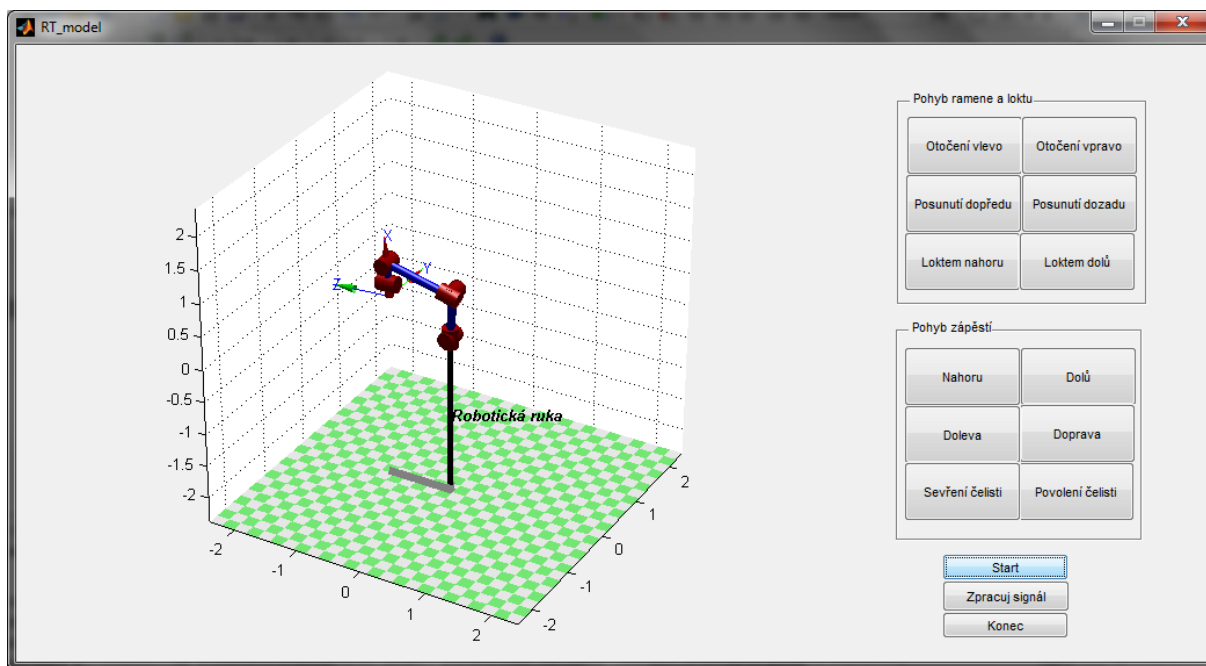 RT_model
2
1.5
1
0.5
0
-0.5
-1
-1.5
-2
X
Y
Z
Robotická ruka
-2
-1
0
1
2
2
1
0
-1
-2
Pohyb ramene a loktu
Otočení vlevo Otočení vpravo
Posunutí dopředu Posunutí dozadu
Loktem nahoru Loktem dolů
Pohyb zápěstí
Nahoru Dolů
Doleva Doprava
Sevření čelisti Povolení čelisti
Start
Zpracuj signál
Konec